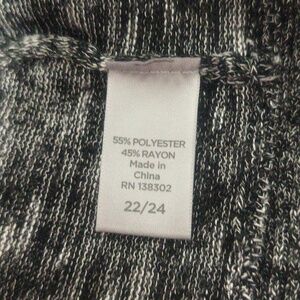 55% POLYESTER
45% RAYON
Made in
China
RN 138302
22/24